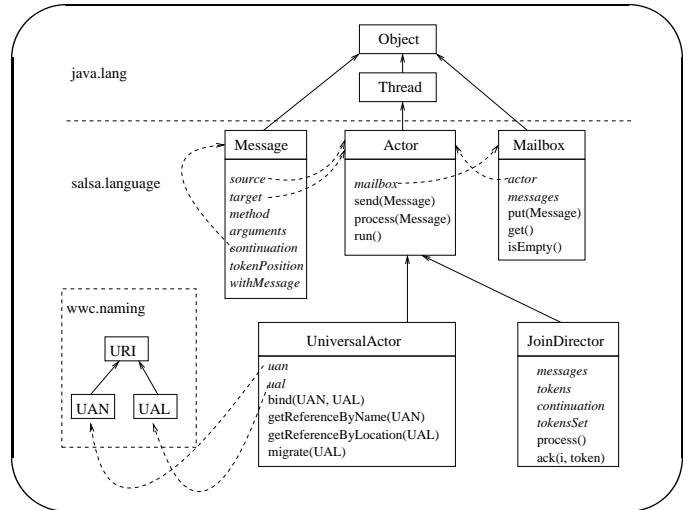 Object
java.lang
Thread
Message
Actor
Mailbox
salsa.language
source
target
method
arguments
continuation
tokenPosition
withMessage
mailbox
send(Message)
process(Message)
run()
actor
messages
put(Message)
get()
isEmpty()
wwc.naming
URI
UAN
UAL
UniversalActor
uan
ual
bind(UAN, UAL)
getReferenceByName(UAN)
getReferenceByLocation(UAL)
migrate(UAL)
JoinDirector
messages
tokens
continuation
tokensSet
process()
ack(i, token)